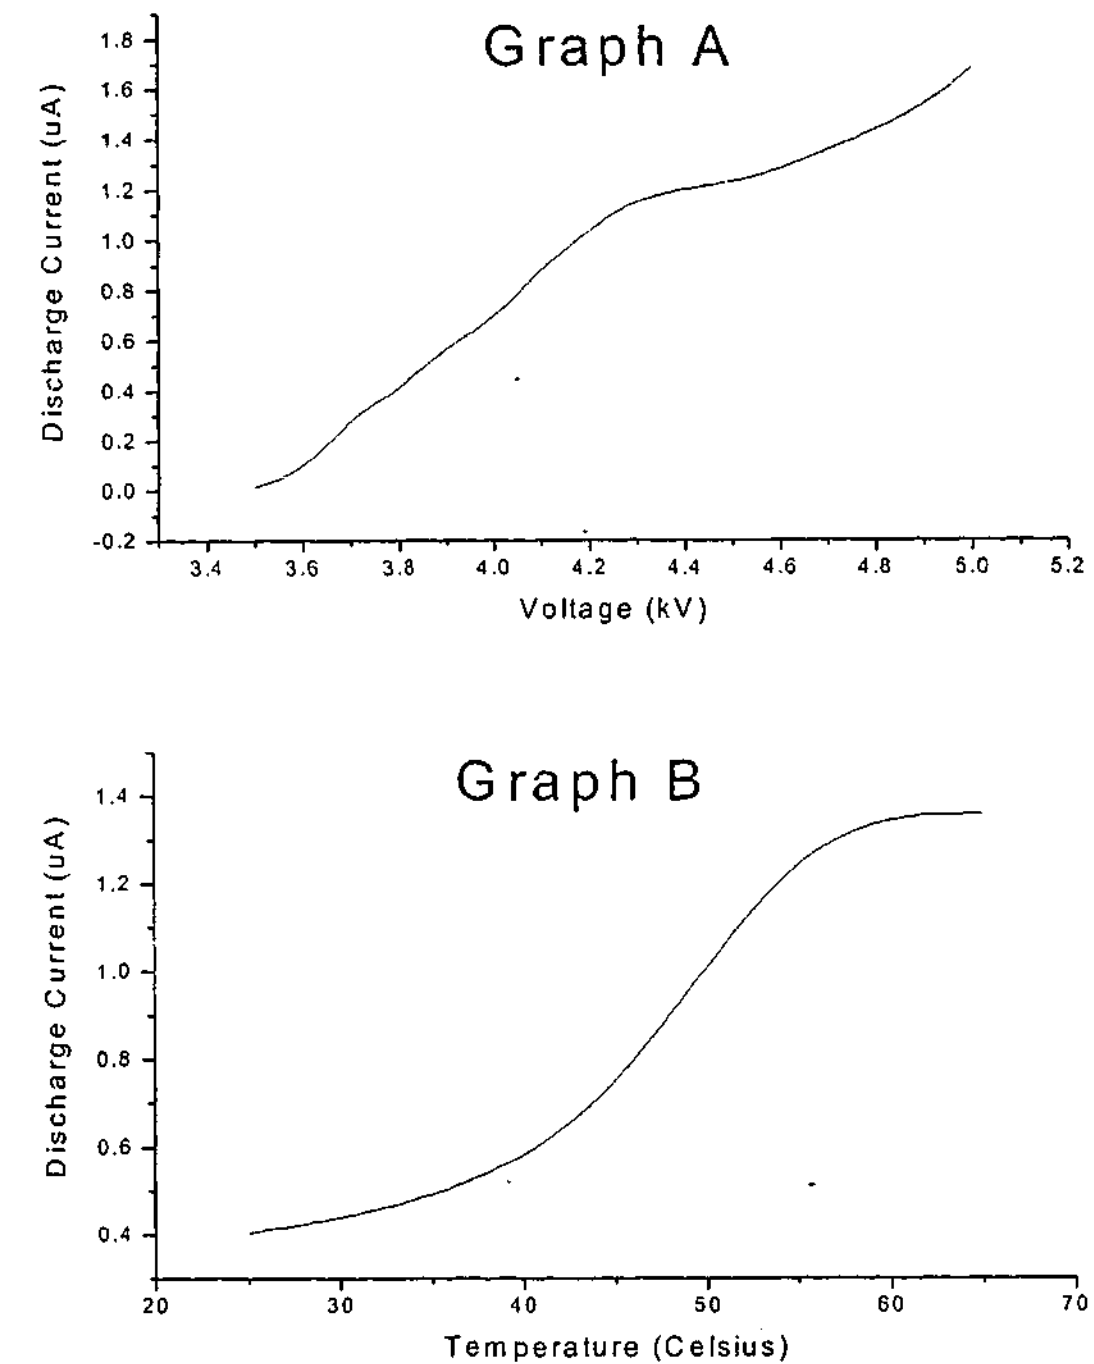 Graph A
Discharge Current (uA)
1.8
1.6
1.4
1.2
1.0
0.8
0.6
0.4
0.2
0.0
-0.2
3.4 3.6 3.8 4.0 4.2 4.4 4.6 4.8 5.0 5.2
Voltage (kV)
Graph B
Discharge Current (uA)
1.4
1.2
1.0
0.8
0.6
0.4
20 30 40 50 60 70
Temperature (Celsius)